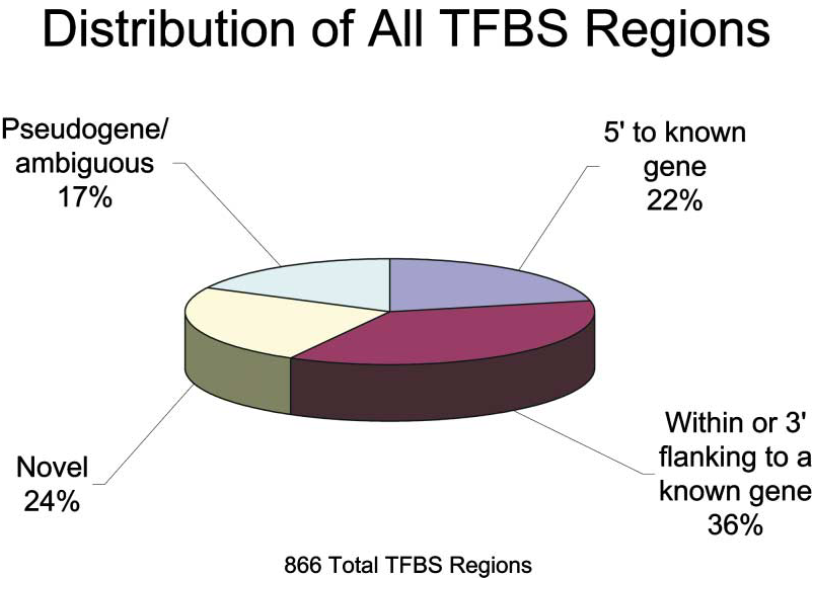 Distribution of All TFBS Regions
Pseudogene/
ambiguous
17%
5' to known
gene
22%
Novel
24%
Within or 3'
flanking to a
known gene
36%
866 Total TFBS Regions